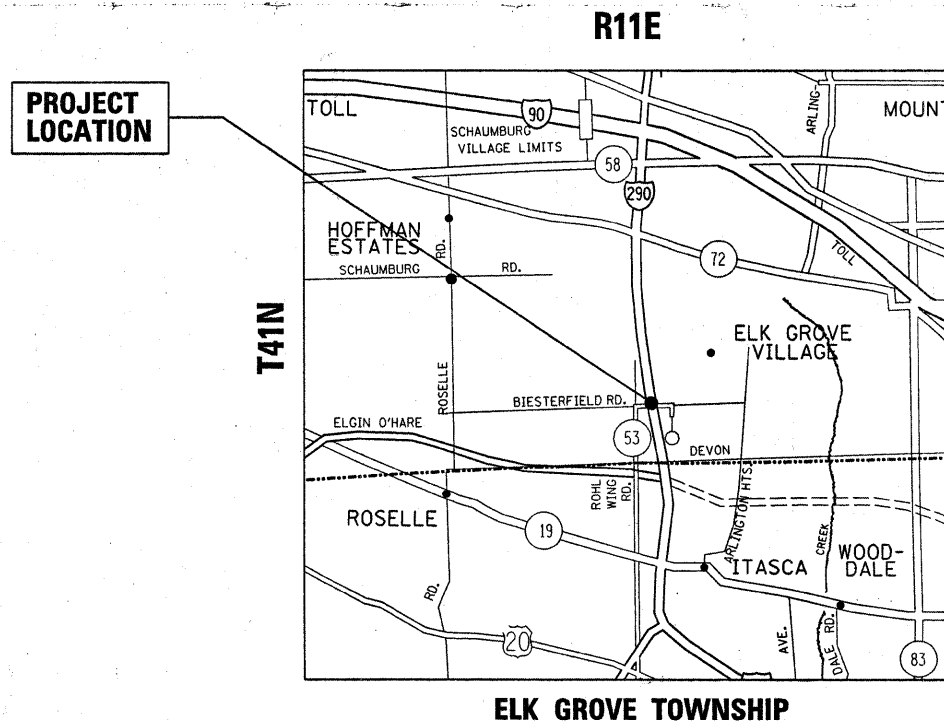 R11E
PROJECT
LOCATION
TOLL
90
ARLING-
MOUNT
SCHAUMBURG
VILLAGE LIMITS
58
290
HOFFMAN
ESTATES
RD.
72
TOLL
SCHAUMBURG RD.
T41N
ELK GROVE
VILLAGE
ROSELLE
BIESTERFIELD RD.
ELGIN O'HARE
53
DEVON
ROHL
WING
RD.
ARLINGTON HTS.
ROSELLE
19
CREEK
WOOD-
DALE
ITASCA
RD.
20
AVE.
DALE RD.
83
ELK GROVE TOWNSHIP